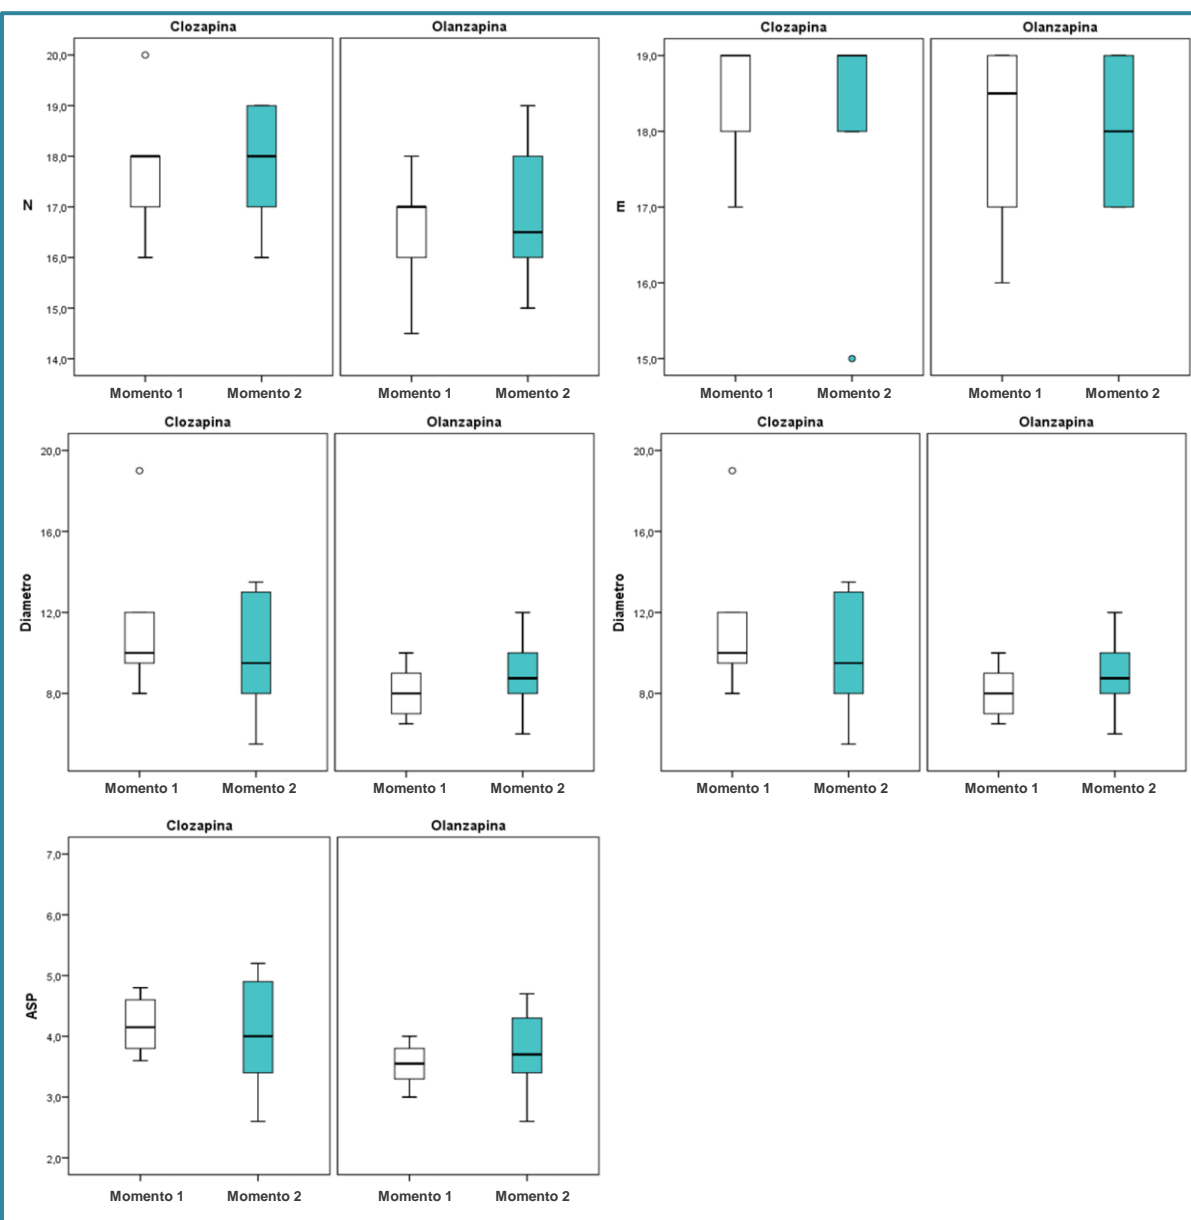 Clozapina Olanzapina
20,0
19,0
18,0
17,0
16,0
15,0
14,0
N
Momento 1 Momento 2 Momento 1 Momento 2
Clozapina Olanzapina
19,0
18,0
17,0
16,0
15,0
E
Momento 1 Momento 2 Momento 1 Momento 2
Clozapina Olanzapina
20,0
16,0
12,0
8,0
Diametro
Momento 1 Momento 2 Momento 1 Momento 2
Clozapina Olanzapina
20,0
16,0
12,0
8,0
Diametro
Momento 1 Momento 2 Momento 1 Momento 2
Clozapina Olanzapina
7,0
6,0
5,0
4,0
3,0
2,0
ASP
Momento 1 Momento 2 Momento 1 Momento 2